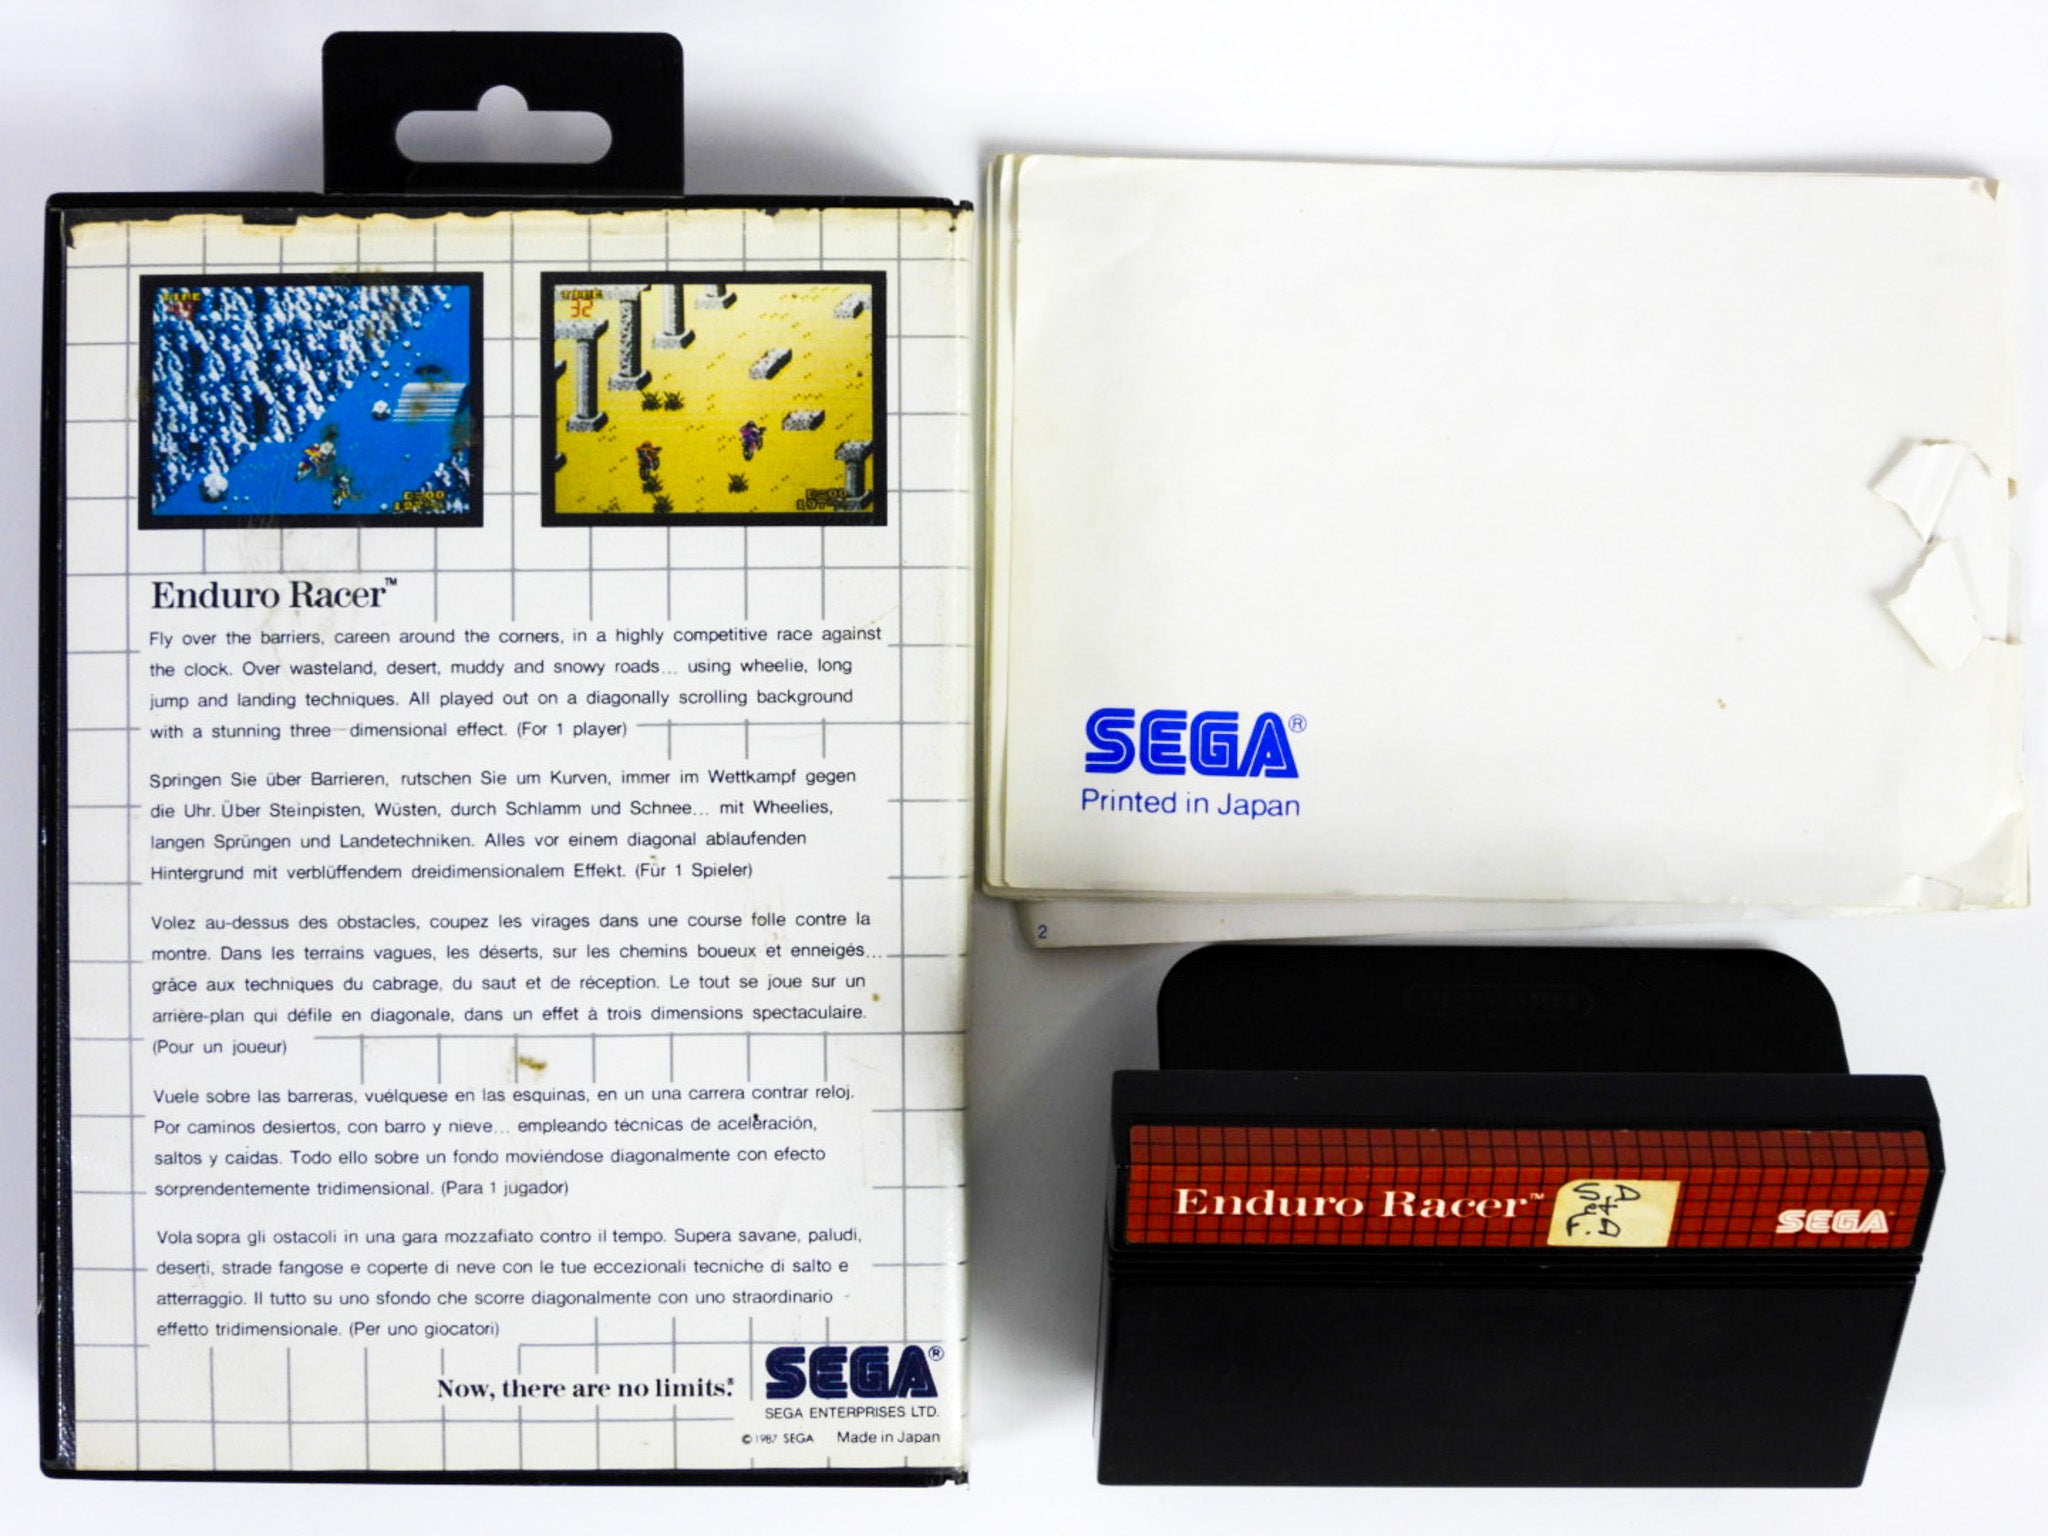 TIME
TIME
32
Enduro Racer™
Fly over the barriers, careen around the corners, in a highly competitive race against
the clock. Over wasteland, desert, muddy and snowy roads... using wheelie, long
jump and landing techniques. All played out on a diagonally scrolling background
with a stunning three-dimensional effect. (For 1 player)
Springen Sie über Barrieren, rutschen Sie um Kurven, immer im Wettkampf gegen
die Uhr. Über Steinpisten, Wüsten, durch Schlamm und Schnee... mit Wheelies,
langen Sprüngen und Landetechniken. Alles vor einem diagonal ablaufenden
Hintergrund mit verblüffendem dreidimensionalem Effekt. (Für 1 Spieler)
Volez au-dessus des obstacles, coupez les virages dans une course folle contre la
montre. Dans les terrains vagues, les déserts, sur les chemins boueux et enneigés...
grâce aux techniques du cabrage, du saut et de réception. Le tout se joue sur un
arrière-plan qui défile en diagonale, dans un effet à trois dimensions spectaculaire.
(Pour un joueur)
Vuele sobre las barreras, vuélquese en las esquinas, en un una carrera contrar reloj.
Por caminos desiertos, con barro y nieve... empleando técnicas de aceleración,
saltos y caidas. Todo ello sobre un fondo moviéndose diagonalmente con efecto
sorprendentemente tridimensional. (Para 1 jugador)
Vola sopra gli ostacoli in una gara mozzafiato contro il tempo. Supera savane, paludi,
deserti, strade fangose e coperte di neve con le tue eccezionali tecniche di salto e
atterraggio. Il tutto su uno sfondo che scorre diagonalmente con uno straordinario
effetto tridimensionale. (Per uno giocatori)
Now, there are no limits.®
SEGA®
SEGA ENTERPRISES LTD.
© 1987 SEGA Made in Japan
SEGA®
Printed in Japan
2
Enduro Racer™
SEGA